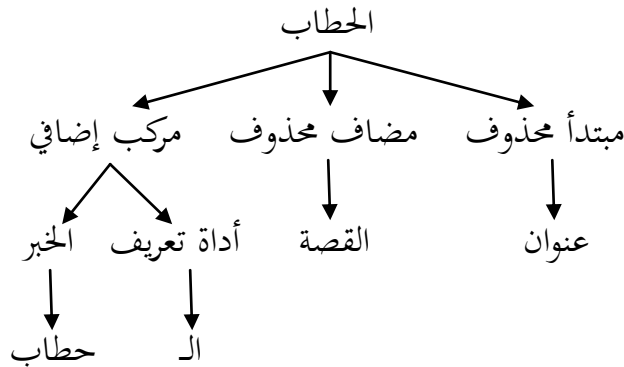 الحطاب
مبتدأ محذوف مضاف محذوف مركب إضافي
عنوان القصة أداة تعريف الخبر
الـ حطاب